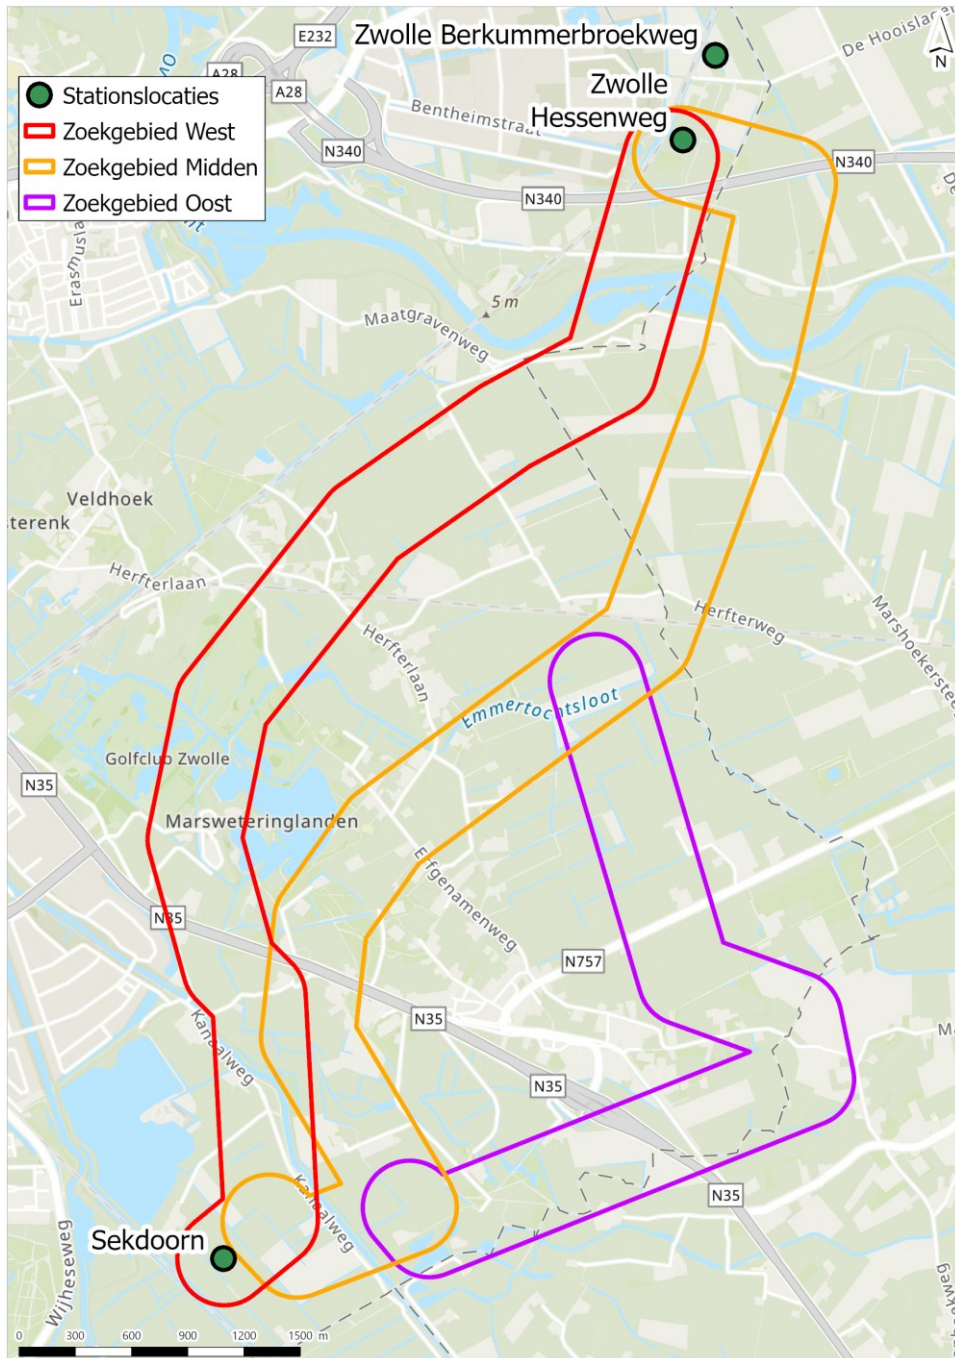 E232
Zwolle Berkummerbroekweg
De Hooislagen
N
A28
Stationslocaties
A28
Zwolle
Hessenweg
Bentheimstraat
Zoekgebied West
N340
Zoekgebied Midden
N340
Zoekgebied Oost
N340
5 m
Maatgravenweg
Veldhoek
sterenk
Herfterlaan
Herfterweg
Marshoekersteeg
Herfterlaan
Emmertochtsloot
Golfclub Zwolle
N35
Marsweteringlanden
Erfgenamenweg
N35
N757
N35
Kanaalweg
N35
Kanaalweg
N35
Sekdoorn
Wijheseweg
0 300 600 900 1200 1500 m